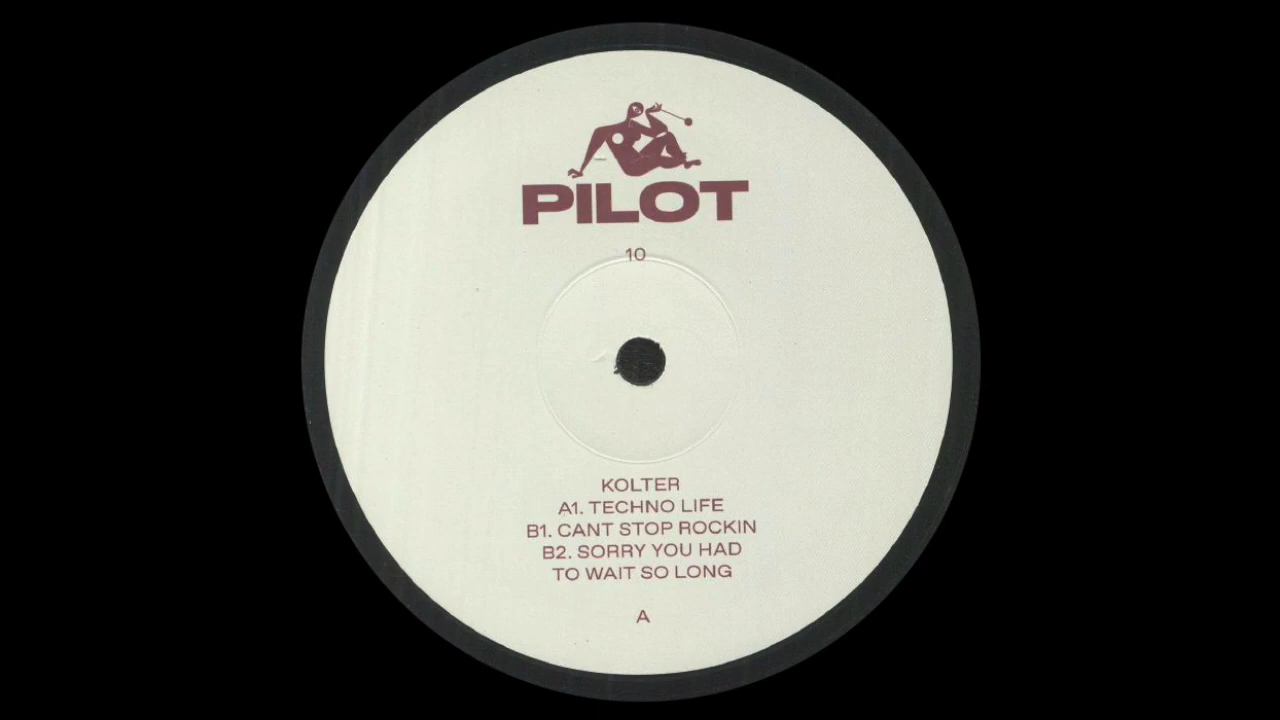 PILOT
10
KOLTER
A1. TECHNO LIFE
B1. CANT STOP ROCKIN
B2. SORRY YOU HAD
TO WAIT SO LONG
A